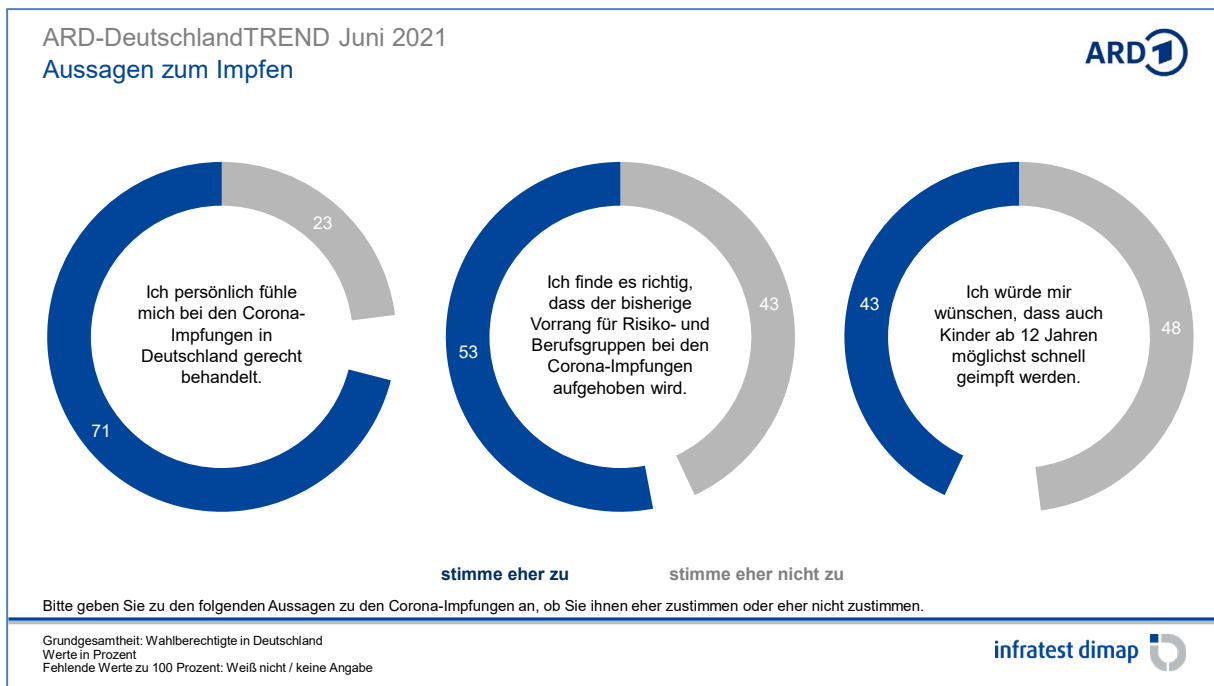 ARD-DeutschlandTREND Juni 2021
Aussagen zum Impfen
ARD 1
23
71
Ich persönlich fühle
mich bei den Corona-
Impfungen in
Deutschland gerecht
behandelt.
43
53
Ich finde es richtig,
dass der bisherige
Vorrang für Risiko- und
Berufsgruppen bei den
Corona-Impfungen
aufgehoben wird.
43
48
Ich würde mir
wünschen, dass auch
Kinder ab 12 Jahren
möglichst schnell
geimpft werden.
stimme eher zu
stimme eher nicht zu
Bitte geben Sie zu den folgenden Aussagen zu den Corona-Impfungen an, ob Sie ihnen eher zustimmen oder eher nicht zustimmen.
Grundgesamtheit: Wahlberechtigte in Deutschland
Werte in Prozent
Fehlende Werte zu 100 Prozent: Weiß nicht / keine Angabe
infratest dimap